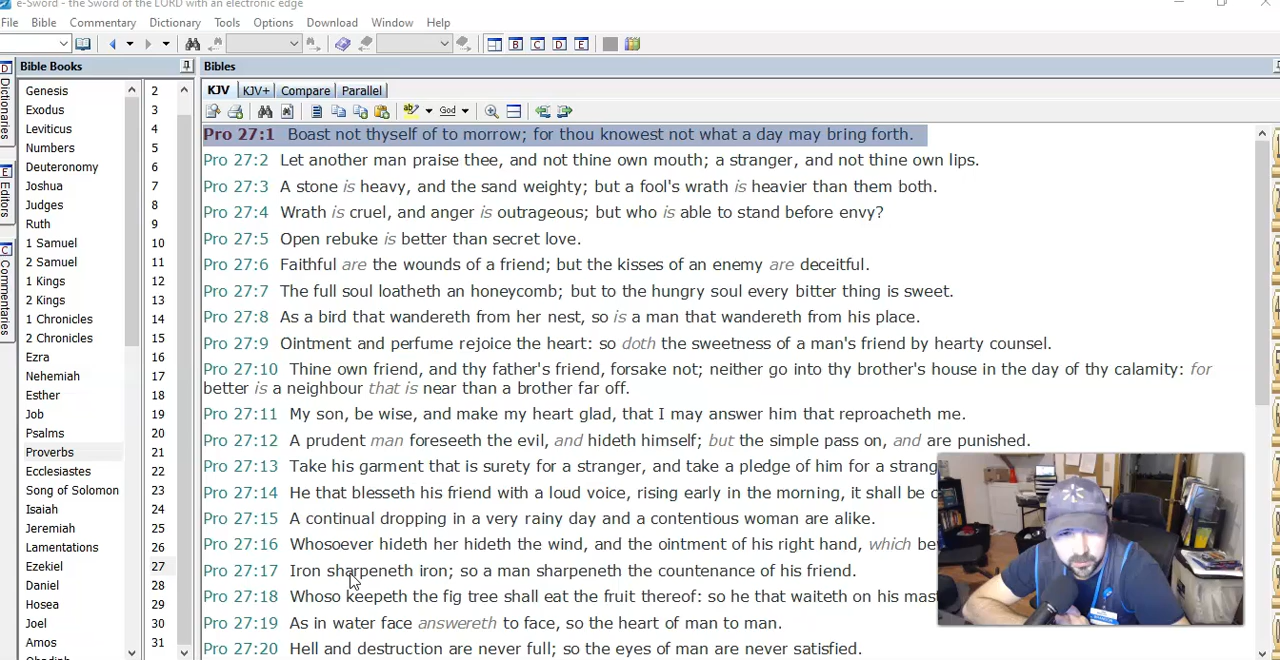 e-Sword - the Sword of the LORD with an electronic edge
File Bible Commentary Dictionary Tools Options Download Window Help
B C D E
Bible Books
Bibles
KJV KJV+ Compare Parallel
God
D Dictionaries
E Editors
C Commentaries
Genesis 2
Exodus 3
Leviticus 4
Numbers 5
Deuteronomy 6
Joshua 7
Judges 8
Ruth 9
1 Samuel 10
2 Samuel 11
1 Kings 12
2 Kings 13
1 Chronicles 14
2 Chronicles 15
Ezra 16
Nehemiah 17
Esther 18
Job 19
Psalms 20
Proverbs 21
Ecclesiastes 22
Song of Solomon 23
Isaiah 24
Jeremiah 25
Lamentations 26
Ezekiel 27
Daniel 28
Hosea 29
Joel 30
Amos 31
Pro 27:1 Boast not thyself of to morrow; for thou knowest not what a day may bring forth.
Pro 27:2 Let another man praise thee, and not thine own mouth; a stranger, and not thine own lips.
Pro 27:3 A stone is heavy, and the sand weighty; but a fool's wrath is heavier than them both.
Pro 27:4 Wrath is cruel, and anger is outrageous; but who is able to stand before envy?
Pro 27:5 Open rebuke is better than secret love.
Pro 27:6 Faithful are the wounds of a friend; but the kisses of an enemy are deceitful.
Pro 27:7 The full soul loatheth an honeycomb; but to the hungry soul every bitter thing is sweet.
Pro 27:8 As a bird that wandereth from her nest, so is a man that wandereth from his place.
Pro 27:9 Ointment and perfume rejoice the heart: so doth the sweetness of a man's friend by hearty counsel.
Pro 27:10 Thine own friend, and thy father's friend, forsake not; neither go into thy brother's house in the day of thy calamity: for
better is a neighbour that is near than a brother far off.
Pro 27:11 My son, be wise, and make my heart glad, that I may answer him that reproacheth me.
Pro 27:12 A prudent man foreseeth the evil, and hideth himself; but the simple pass on, and are punished.
Pro 27:13 Take his garment that is surety for a stranger, and take a pledge of him for a strang
Pro 27:14 He that blesseth his friend with a loud voice, rising early in the morning, it shall be c
Pro 27:15 A continual dropping in a very rainy day and a contentious woman are alike.
Pro 27:16 Whosoever hideth her hideth the wind, and the ointment of his right hand, which be
Pro 27:17 Iron sharpeneth iron; so a man sharpeneth the countenance of his friend.
Pro 27:18 Whoso keepeth the fig tree shall eat the fruit thereof: so he that waiteth on his mas
Pro 27:19 As in water face answereth to face, so the heart of man to man.
Pro 27:20 Hell and destruction are never full; so the eyes of man are never satisfied.